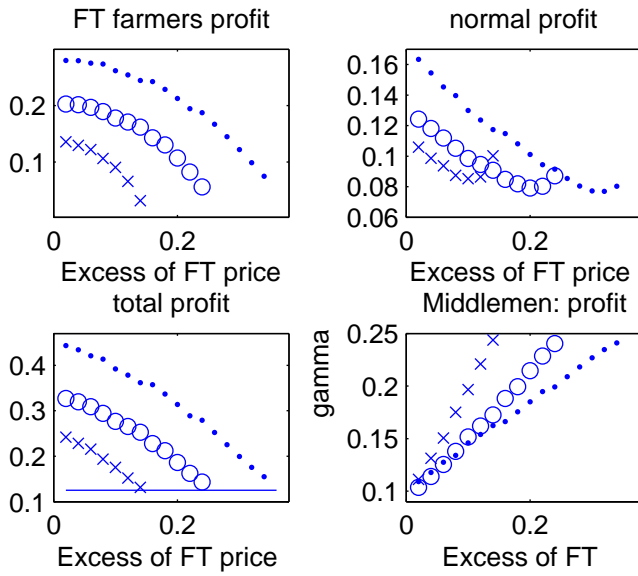 FT farmers profit
0.2
0.1
0
0.2
Excess of FT price
normal profit
0.16
0.14
0.12
0.1
0.08
0.06
0
0.2
Excess of FT price
total profit
0.4
0.3
0.2
0.1
0
0.2
Excess of FT price
Middlemen: profit
gamma
0.25
0.2
0.15
0.1
0
0.2
Excess of FT